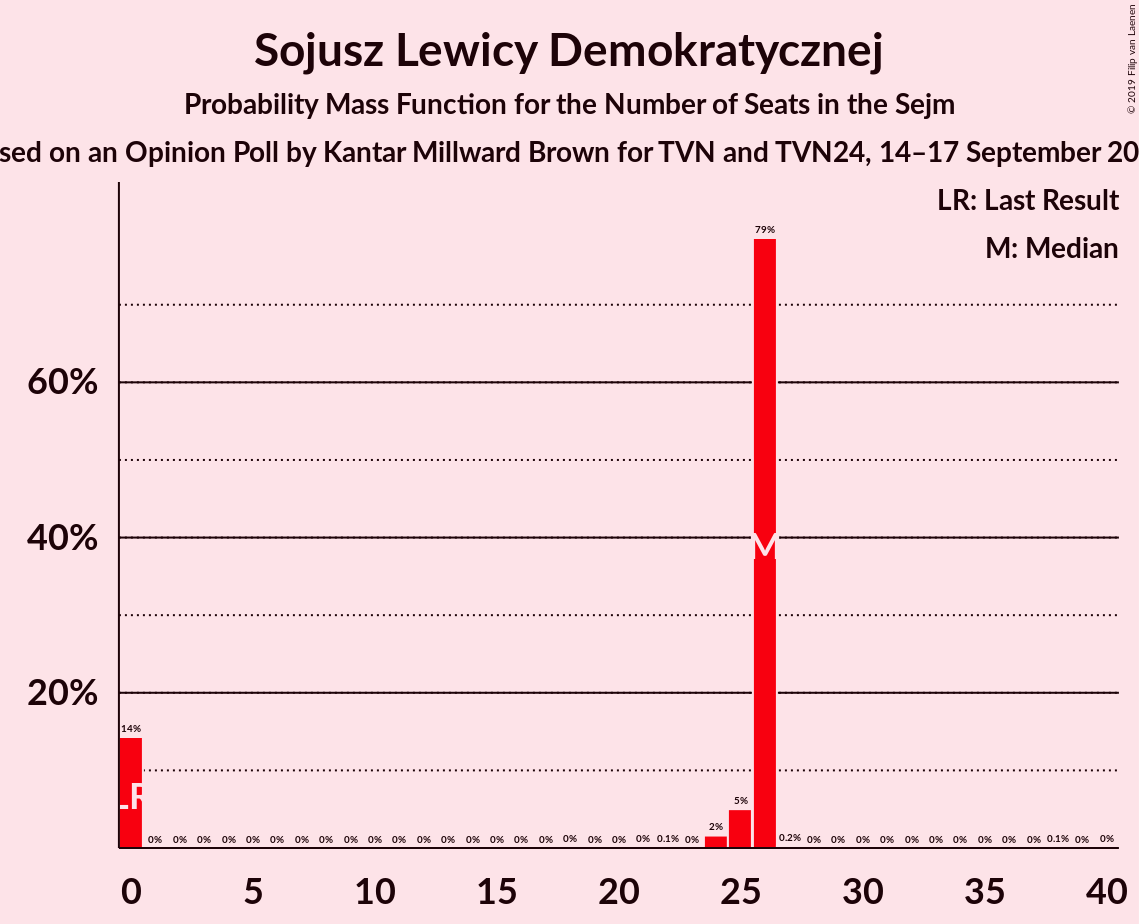 Sojusz Lewicy Demokratycznej
Probability Mass Function for the Number of Seats in the Sejm
sed on an Opinion Poll by Kantar Millward Brown for TVN and TVN24, 14–17 September 20
© 2019 Filip van Laenen
LR: Last Result
M: Median
79%
60%
40%
M
20%
14%
LR
0% 0% 0% 0% 0% 0% 0% 0% 0% 0% 0% 0% 0% 0% 0% 0% 0% 0% 0% 0% 0% 0.1% 0% 2% 5% 0.2% 0% 0% 0% 0% 0% 0% 0% 0% 0% 0% 0.1% 0% 0%
0 5 10 15 20 25 30 35 40